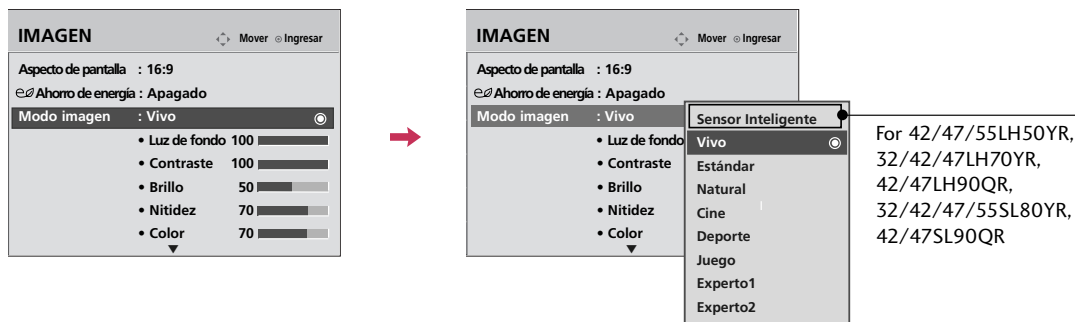 IMAGEN
Mover ⊙ Ingresar
Aspecto de pantalla : 16:9
Ahorro de energía : Apagado
Modo imagen : Vivo
• Luz de fondo 100
• Contraste 100
• Brillo 50
• Nitidez 70
• Color 70
IMAGEN
Mover ⊙ Ingresar
Aspecto de pantalla : 16:9
Ahorro de energía : Apagado
Modo imagen : Vivo
• Luz de fondo
• Contraste
• Brillo
• Nitidez
• Color
Sensor Inteligente
Vivo
Estándar
Natural
Cine
Deporte
Juego
Experto1
Experto2
For 42/47/55LH50YR,
32/42/47LH70YR,
42/47LH90QR,
32/42/47/55SL80YR,
42/47SL90QR